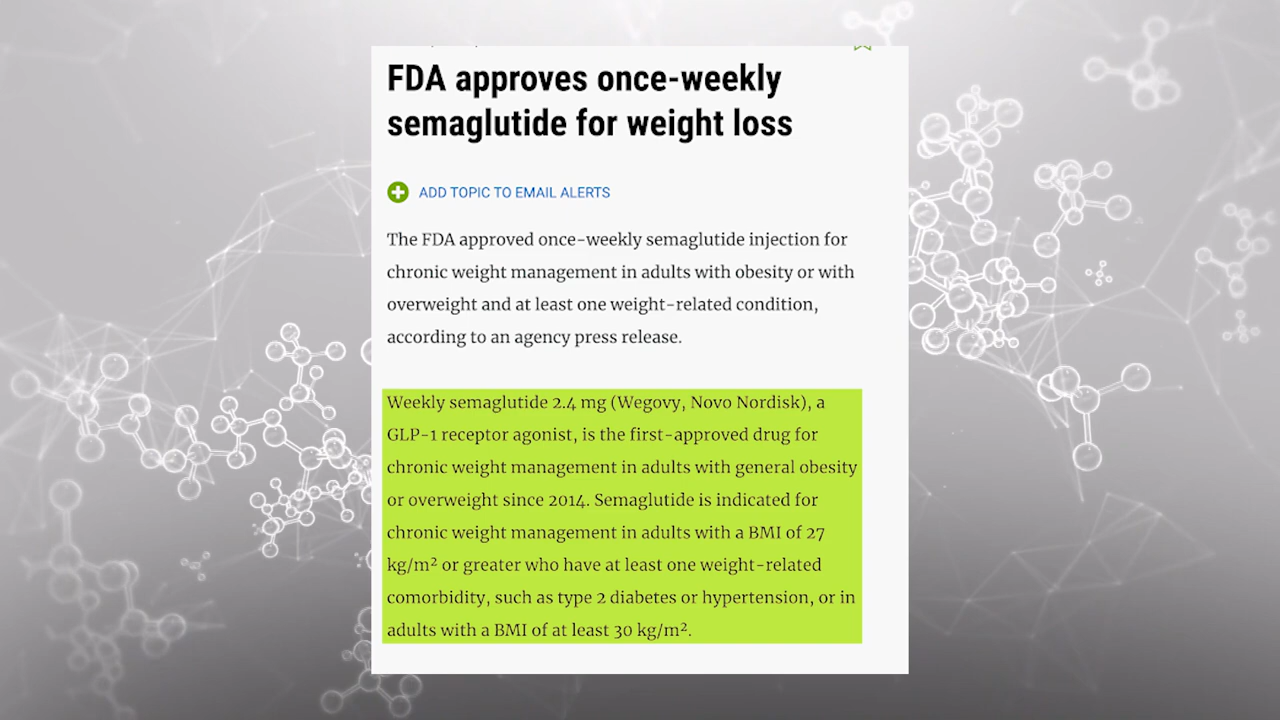 FDA approves once-weekly
semaglutide for weight loss
ADD TOPIC TO EMAIL ALERTS
The FDA approved once-weekly semaglutide injection for
chronic weight management in adults with obesity or with
overweight and at least one weight-related condition,
according to an agency press release.
Weekly semaglutide 2.4 mg (Wegovy, Novo Nordisk), a
GLP-1 receptor agonist, is the first-approved drug for
chronic weight management in adults with general obesity
or overweight since 2014. Semaglutide is indicated for
chronic weight management in adults with a BMI of 27
kg/m² or greater who have at least one weight-related
comorbidity, such as type 2 diabetes or hypertension, or in
adults with a BMI of at least 30 kg/m².